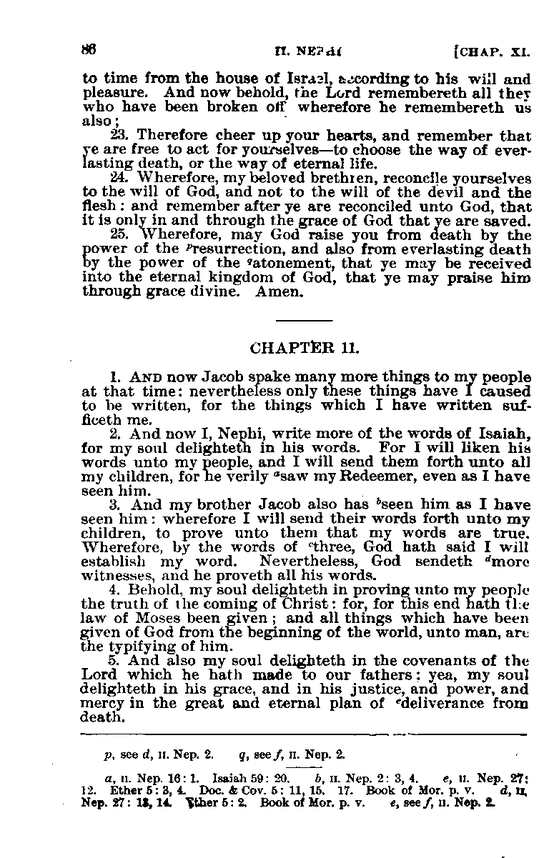 86 II. NEPHI [CHAP. XI.
to time from the house of Israel, according to his will and
pleasure. And now behold, the Lord remembereth all they
who have been broken off wherefore he remembereth us
also;
23. Therefore cheer up your hearts, and remember that
ye are free to act for yourselves—to choose the way of ever-
lasting death, or the way of eternal life.
24. Wherefore, my beloved brethren, reconcile yourselves
to the will of God, and not to the will of the devil and the
flesh: and remember after ye are reconciled unto God, that
it is only in and through the grace of God that ye are saved.
25. Wherefore, may God raise you from death by the
power of the ᵖresurrection, and also from everlasting death
by the power of the qatonement, that ye may be received
into the eternal kingdom of God, that ye may praise him
through grace divine. Amen.
CHAPTER 11.
1. AND now Jacob spake many more things to my people
at that time: nevertheless only these things have I caused
to be written, for the things which I have written suf-
ficeth me.
2. And now I, Nephi, write more of the words of Isaiah,
for my soul delighteth in his words. For I will liken his
words unto my people, and I will send them forth unto all
my children, for he verily ᵃsaw my Redeemer, even as I have
seen him.
3. And my brother Jacob also has ᵇseen him as I have
seen him: wherefore I will send their words forth unto my
children, to prove unto them that my words are true.
Wherefore, by the words of ᶜthree, God hath said I will
establish my word. Nevertheless, God sendeth ᵈmore
witnesses, and he proveth all his words.
4. Behold, my soul delighteth in proving unto my people
the truth of the coming of Christ: for, for this end hath the
law of Moses been given; and all things which have been
given of God from the beginning of the world, unto man, are
the typifying of him.
5. And also my soul delighteth in the covenants of the
Lord which he hath made to our fathers: yea, my soul
delighteth in his grace, and in his justice, and power, and
mercy in the great and eternal plan of ᵉdeliverance from
death.
p, see d, II. Nep. 2. q, see f, II. Nep. 2.
a, II. Nep. 16: 1. Isaiah 59: 20. b, II. Nep. 2: 3, 4. c, II. Nep. 27:
12. Ether 5: 3, 4. Doc. & Cov. 5: 11, 15. 17. Book of Mor. p. v. d, II.
Nep. 27: 13, 14. Ether 5: 2. Book of Mor. p. v. e, see f, II. Nep. 2.